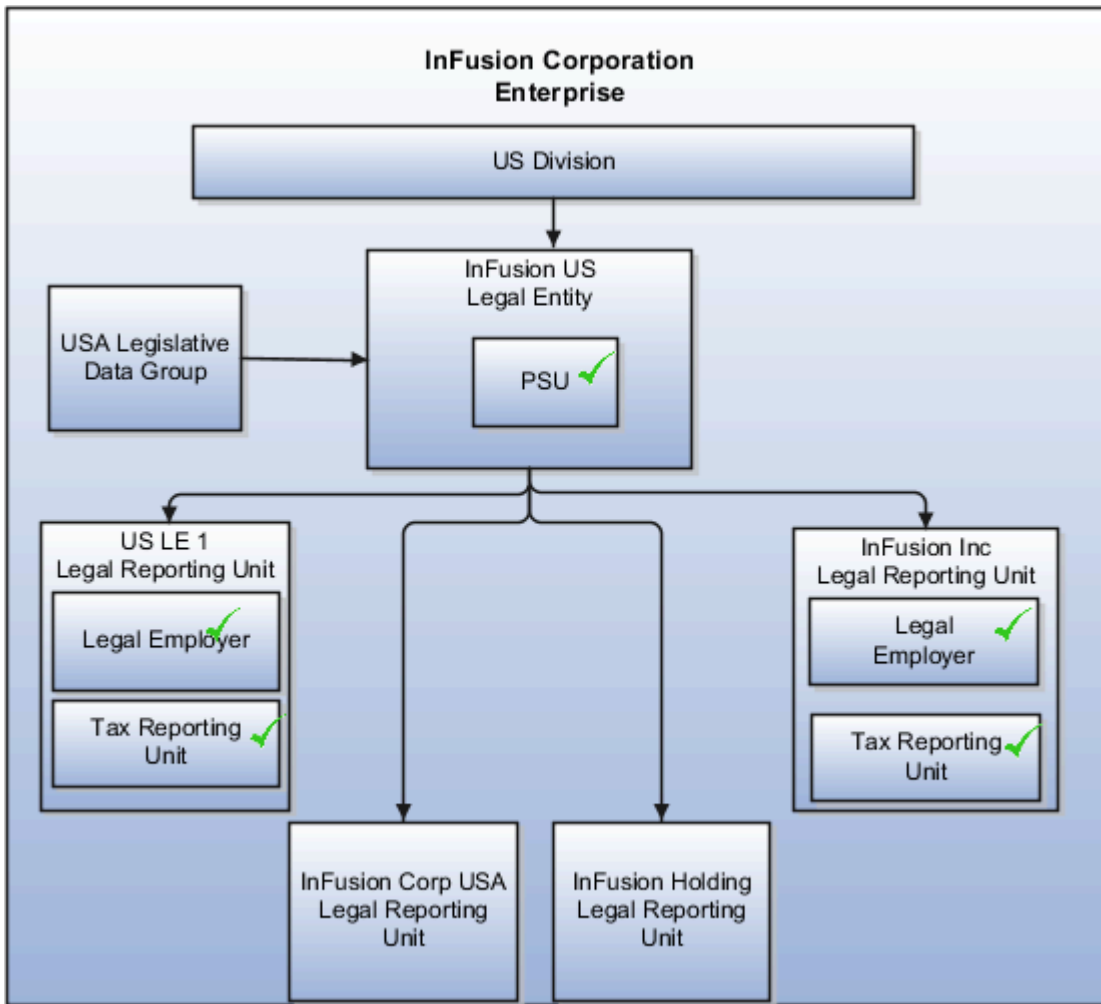 InFusion Corporation
Enterprise
US Division
InFusion US
Legal Entity
PSU
USA Legislative
Data Group
US LE 1
Legal Reporting Unit
Legal Employer
Tax Reporting
Unit
InFusion Inc
Legal Reporting Unit
Legal
Employer
Tax Reporting
Unit
InFusion Corp USA
Legal Reporting
Unit
InFusion Holding
Legal Reporting
Unit